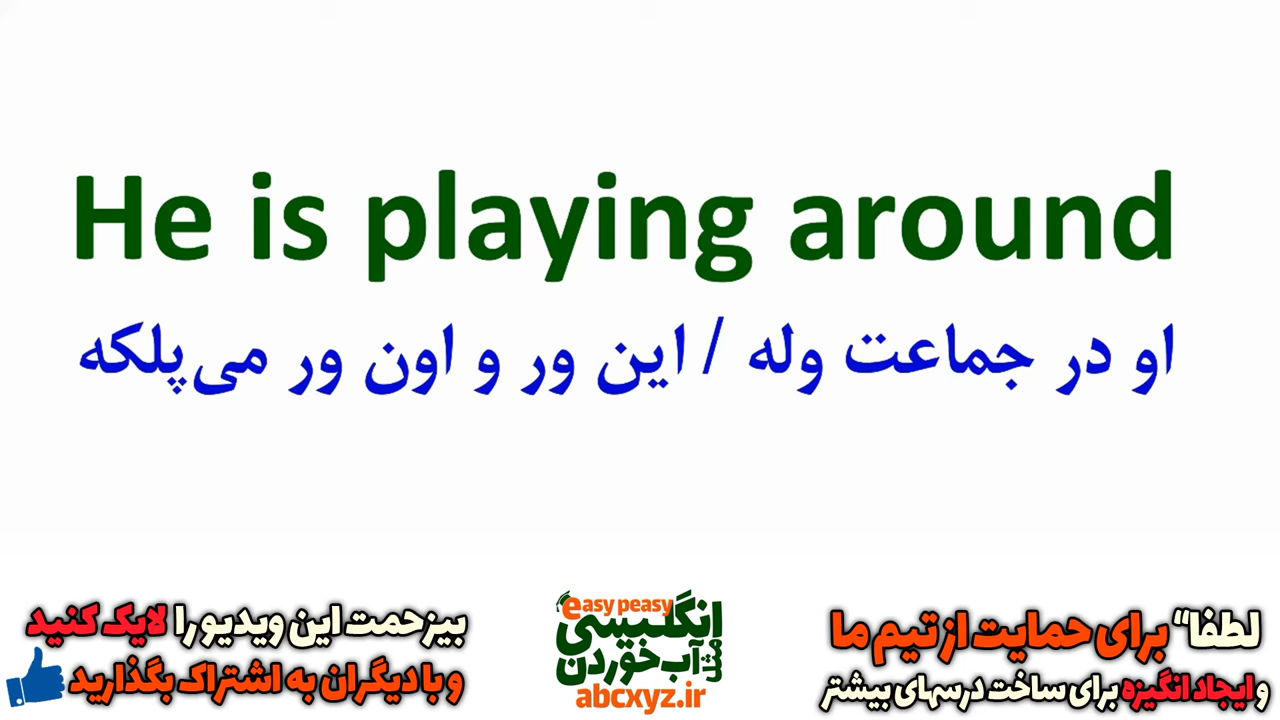 He is playing around
او در جماعت وله / این ور و اون ور می‌پلکه
لطفا" برای حمایت از تیم ما
و ایجاد انگیزه برای ساخت درسهای بیشتر
easy peasy
انگلیسی
مثل آب خوردن
abcxyz.ir
بیزحمت این ویدیو را لایک کنید
و با دیگران به اشتراک بگذارید